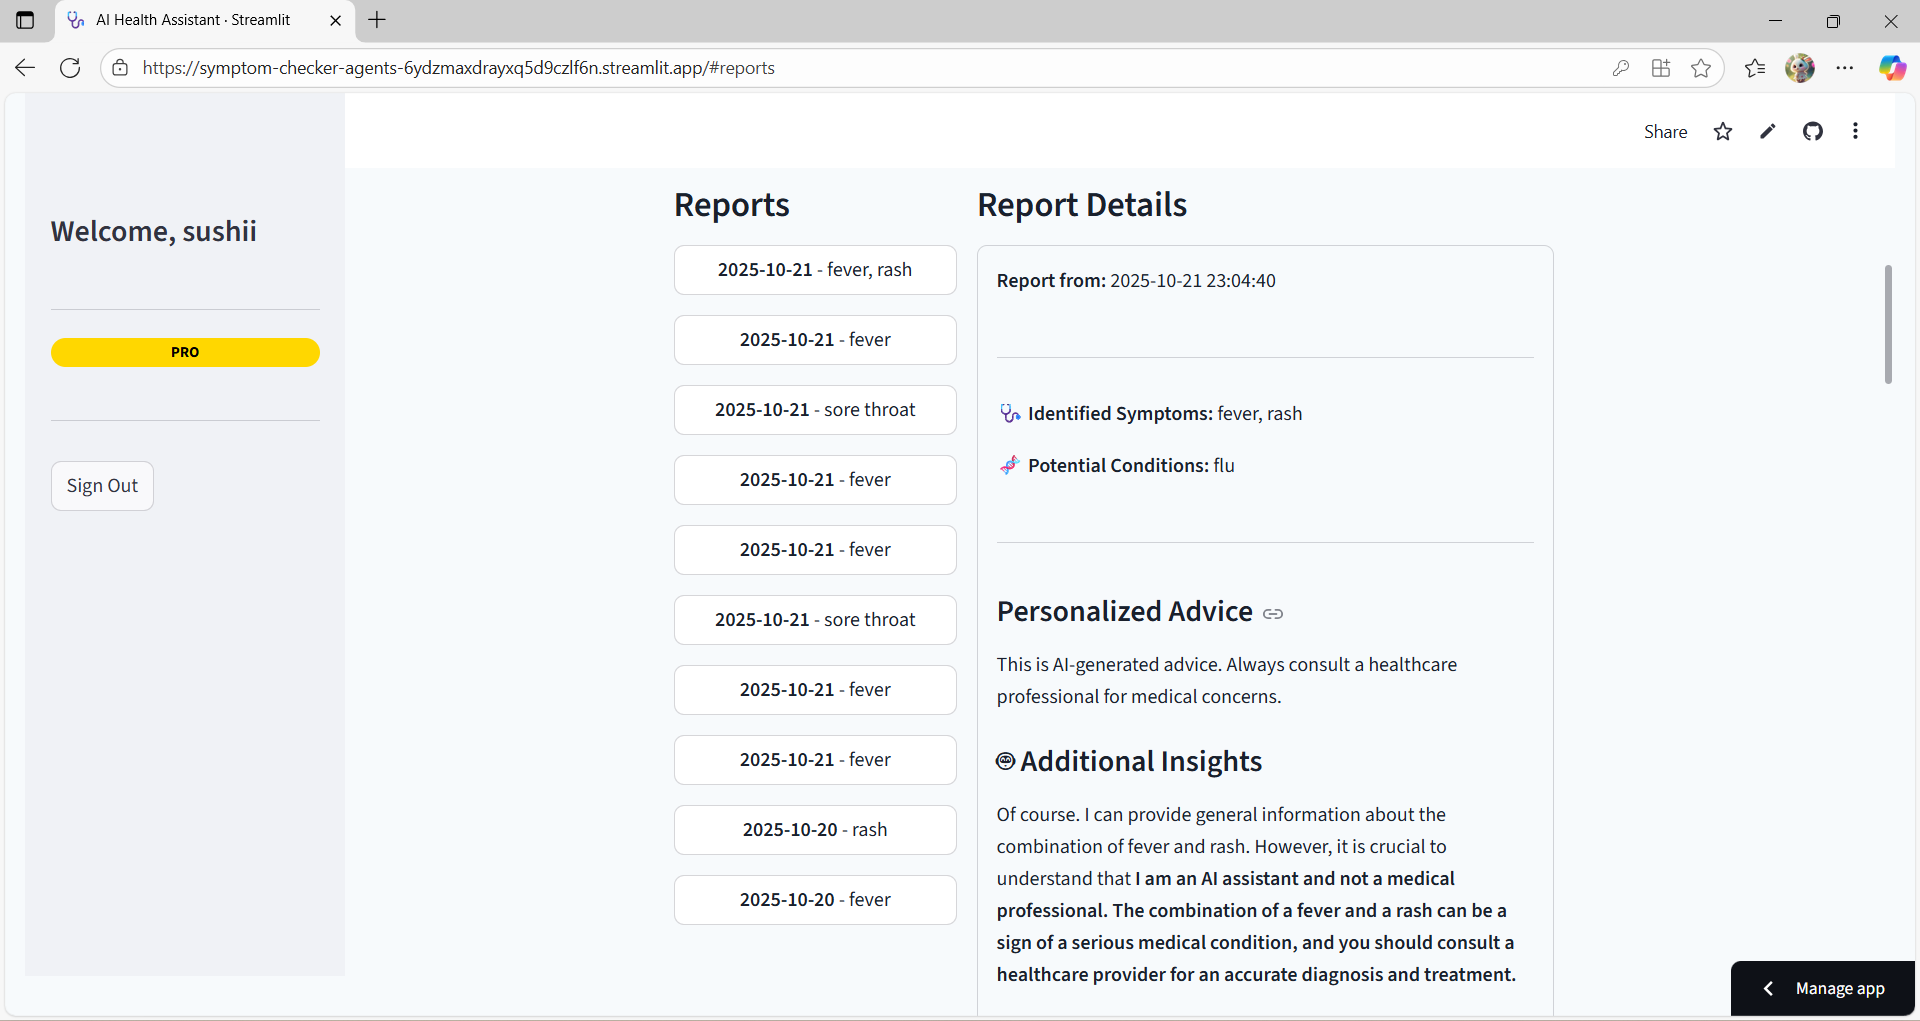 AI Health Assistant · Streamlit
https://symptom-checker-agents-6ydzmaxdrayxq5d9czlf6n.streamlit.app/#reports
Share
Welcome, sushii
PRO
Sign Out
Reports
2025-10-21 - fever, rash
2025-10-21 - fever
2025-10-21 - sore throat
2025-10-21 - fever
2025-10-21 - fever
2025-10-21 - sore throat
2025-10-21 - fever
2025-10-21 - fever
2025-10-20 - rash
2025-10-20 - fever
Report Details
Report from: 2025-10-21 23:04:40
Identified Symptoms: fever, rash
Potential Conditions: flu
Personalized Advice
This is AI-generated advice. Always consult a healthcare
professional for medical concerns.
Additional Insights
Of course. I can provide general information about the
combination of fever and rash. However, it is crucial to
understand that I am an AI assistant and not a medical
professional. The combination of a fever and a rash can be a
sign of a serious medical condition, and you should consult a
healthcare provider for an accurate diagnosis and treatment.
Manage app